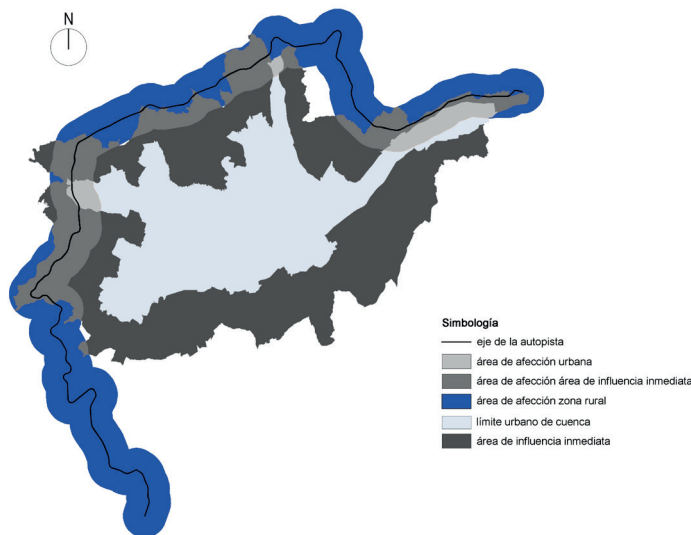 N
Simbología
eje de la autopista
área de afección urbana
área de afección área de influencia inmediata
área de afección zona rural
límite urbano de cuenca
área de influencia inmediata